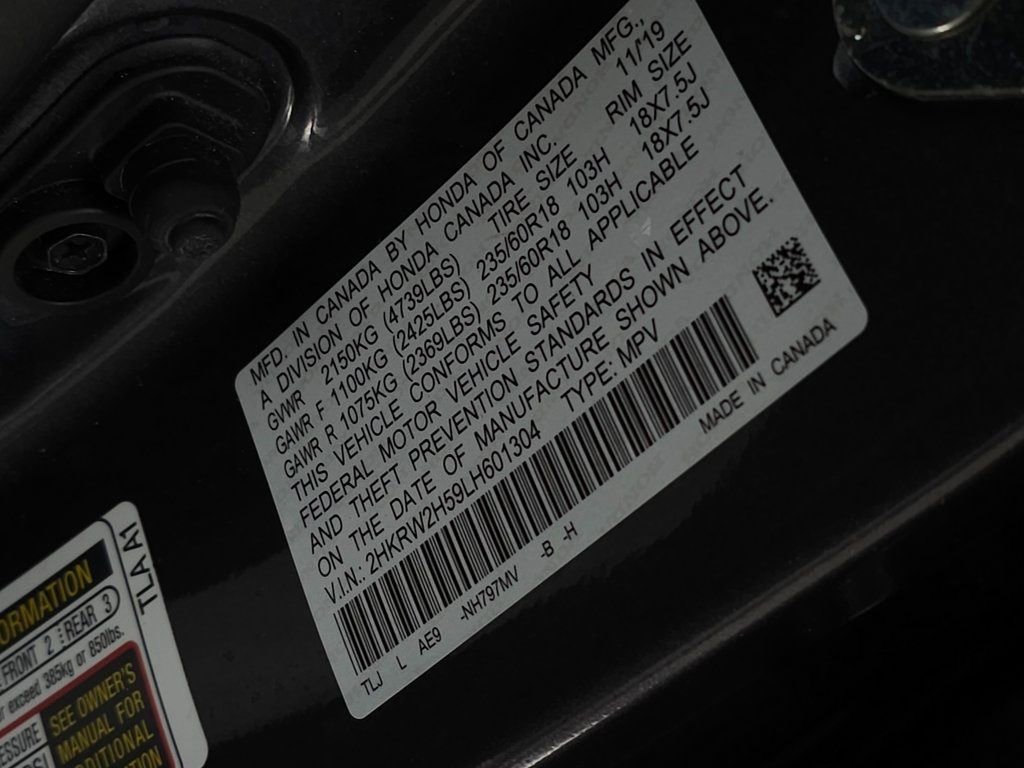 MFD. IN CANADA BY HONDA OF CANADA MFG.,
A DIVISION OF HONDA CANADA INC. 11/'19
GVWR 2150KG (4739LBS) TIRE SIZE RIM SIZE
GAWR F 1100KG (2425LBS) 235/60R18 103H 18X7.5J
GAWR R 1075KG (2369LBS) 235/60R18 103H 18X7.5J
THIS VEHICLE CONFORMS TO ALL APPLICABLE
FEDERAL MOTOR VEHICLE SAFETY
AND THEFT PREVENTION STANDARDS IN EFFECT
ON THE DATE OF MANUFACTURE SHOWN ABOVE.
V.I.N.: 2HKRW2H59LH601304 TYPE: MPV
TLJ L AE9 -NH797MV -B -H MADE IN CANADA
TLA A1
ORMATION
FRONT 2 REAR 3
exceed 385kg or 850lbs.
ESSURE
SEE OWNER'S
MANUAL FOR
DDITIONAL